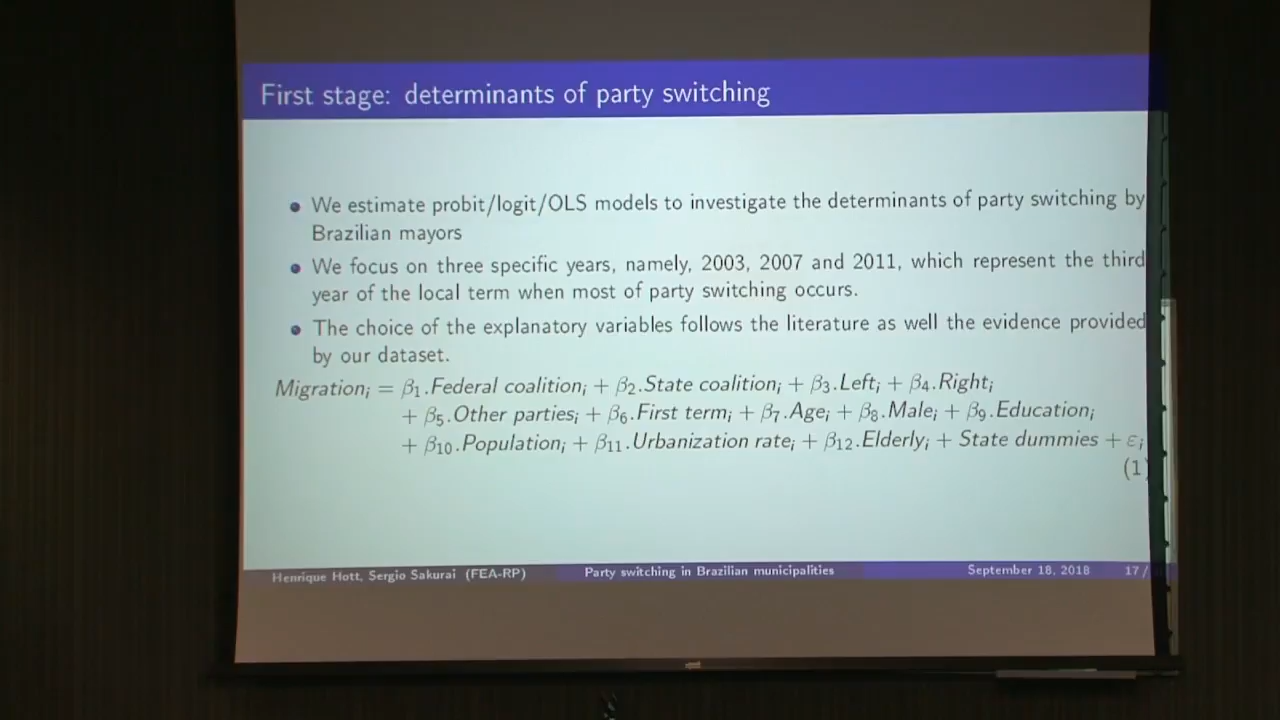 First stage: determinants of party switching
We estimate probit/logit/OLS models to investigate the determinants of party switching by
Brazilian mayors
We focus on three specific years, namely, 2003, 2007 and 2011, which represent the third
year of the local term when most of party switching occurs.
The choice of the explanatory variables follows the literature as well the evidence provided
by our dataset.
Migrationᵢ = β₁.Federal coalitionᵢ + β₂.State coalitionᵢ + β₃.Leftᵢ + β₄.Rightᵢ
+ β₅.Other partiesᵢ + β₆.First termᵢ + β₇.Ageᵢ + β₈.Maleᵢ + β₉.Educationᵢ
+ β₁₀.Populationᵢ + β₁₁.Urbanization rateᵢ + β₁₂.Elderlyᵢ + State dummies + εᵢ
(1)
Henrique Hott, Sergio Sakurai (FEA-RP) Party switching in Brazilian municipalities September 18, 2018 17 /